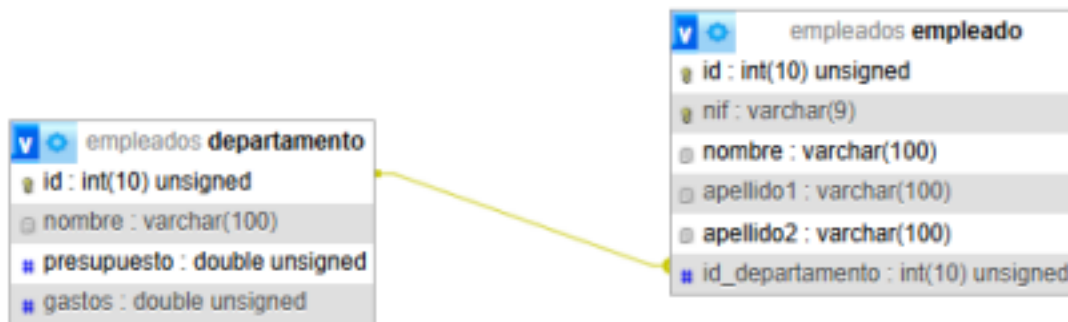 v empleados departamento
id : int(10) unsigned
nombre : varchar(100)
# presupuesto : double unsigned
# gastos : double unsigned
v empleados empleado
id : int(10) unsigned
nif : varchar(9)
nombre : varchar(100)
apellido1 : varchar(100)
apellido2 : varchar(100)
# id_departamento : int(10) unsigned